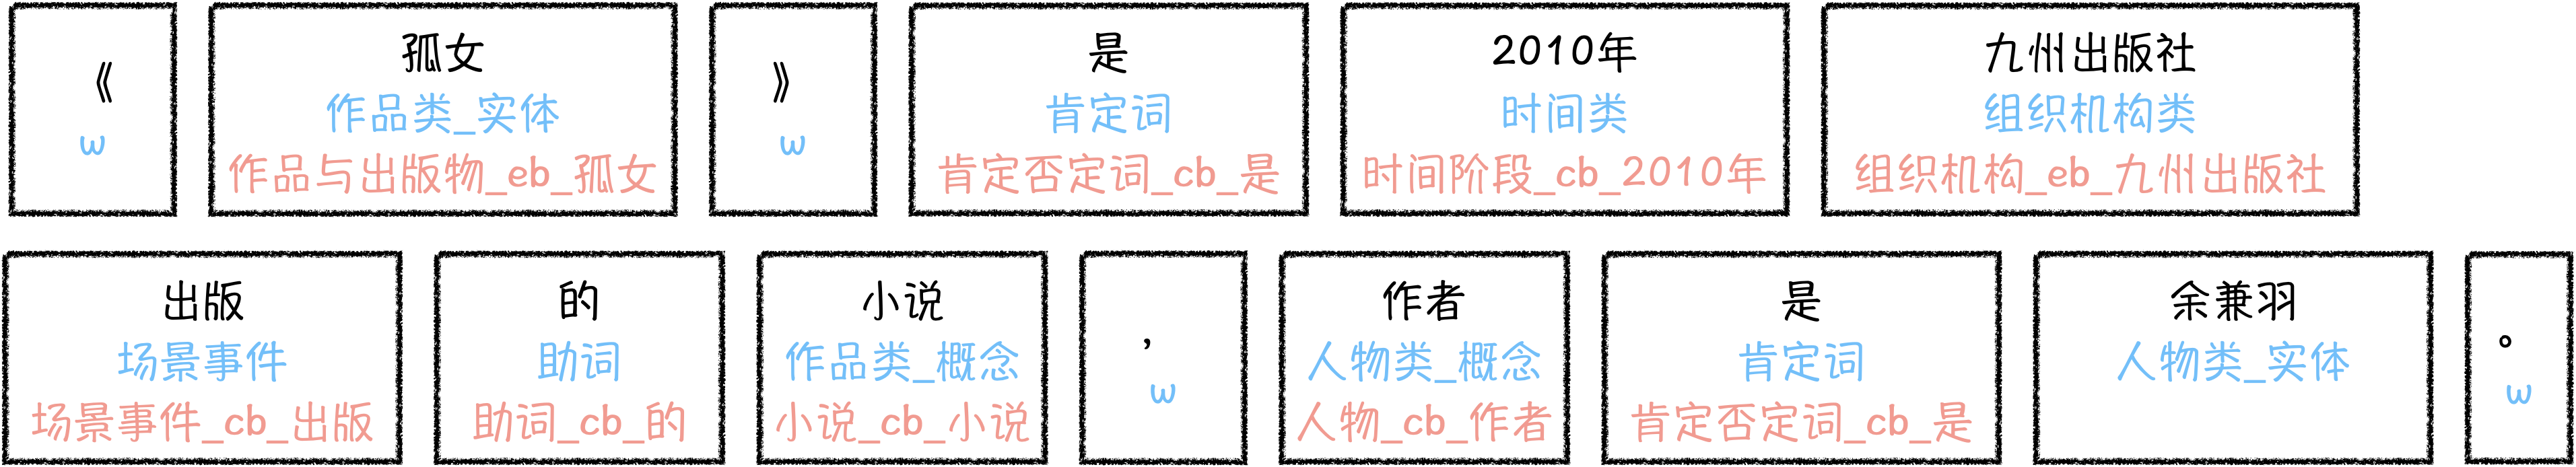 《
w
孤女
作品类_实体
作品与出版物_eb_孤女
》
w
是
肯定词
肯定否定词_cb_是
2010年
时间类
时间阶段_cb_2010年
九州出版社
组织机构类
组织机构_eb_九州出版社
出版
场景事件
场景事件_cb_出版
的
助词
助词_cb_的
小说
作品类_概念
小说_cb_小说
，
w
作者
人物类_概念
人物_cb_作者
是
肯定词
肯定否定词_cb_是
余兼羽
人物类_实体
。
w